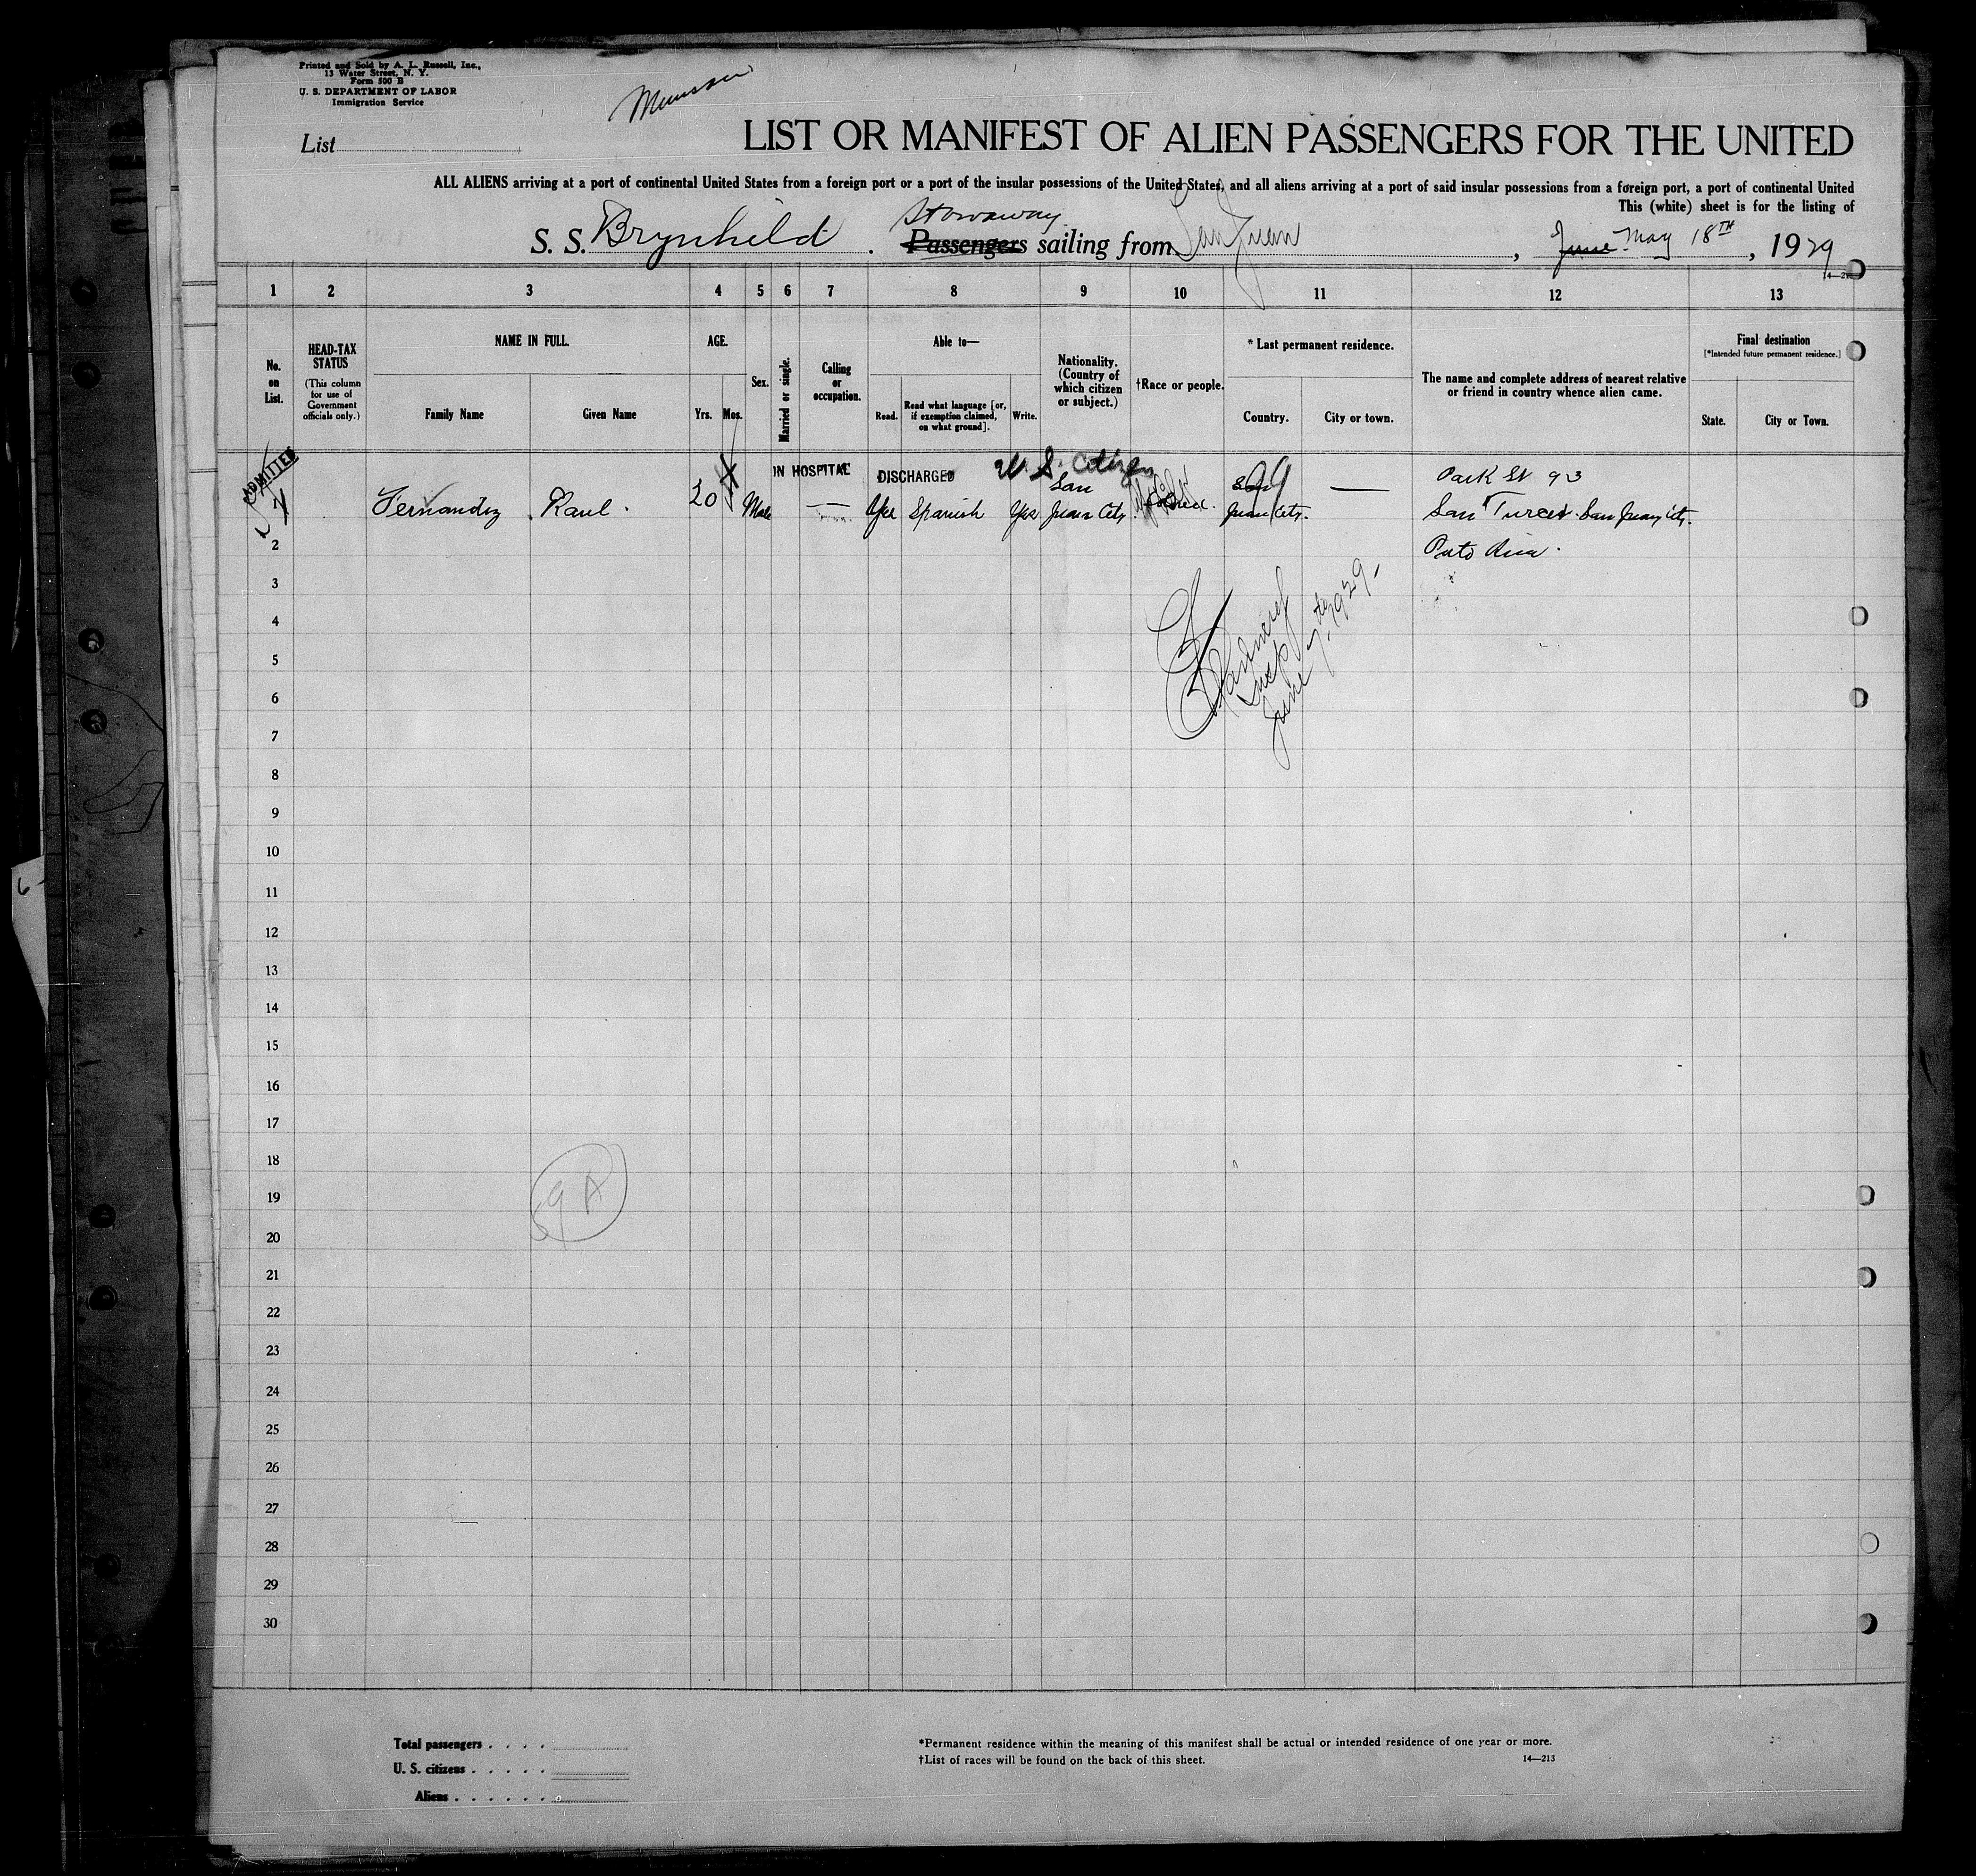 Printed and Sold by A. L. Russell, Inc.,
13 Water Street, N. Y.
Form 500 B
U. S. DEPARTMENT OF LABOR
Immigration Service
Munson
List
LIST OR MANIFEST OF ALIEN PASSENGERS FOR THE UNITED
ALL ALIENS arriving at a port of continental United States from a foreign port or a port of the insular possessions of the United States, and all aliens arriving at a port of said insular possessions from a foreign port, a port of continental United
This (white) sheet is for the listing of
Stowaway
S. S. Brynhild . Passengers sailing from San Juan , June May 18TH , 1929
14—213
1 2 3 4 5 6 7 8 9 10 11 12 13
No. on List.
HEAD-TAX STATUS
(This column for use of Government officials only.)
NAME IN FULL.
Family Name
Given Name
AGE.
Yrs.
Mos.
Sex.
Married or single.
Calling or occupation.
Able to—
Read.
Read what language [or, if exemption claimed, on what ground].
Write.
Nationality. (Country of which citizen or subject.)
†Race or people.
* Last permanent residence.
Country.
City or town.
The name and complete address of nearest relative or friend in country whence alien came.
Final destination
[*Intended future permanent residence.]
State.
City or Town.
ADMITTED
IN HOSPITAL DISCHARGED U. S. Citizen
Fernandez Raul. 20 Male — Yes Spanish Yes San Juan City San Juan City. —
Park St 93
San Turce. San Juan City.
Porto Rico.
2
3
4
5
June 7, 1929.
6
7
8
9
10
11
12
13
14
15
16
17
18
19
59 A
20
21
22
23
24
25
26
27
28
29
30
Total passengers . . . .
U. S. citizens . . . . .
Aliens . . . . . .
*Permanent residence within the meaning of this manifest shall be actual or intended residence of one year or more.
†List of races will be found on the back of this sheet.
14—213
6